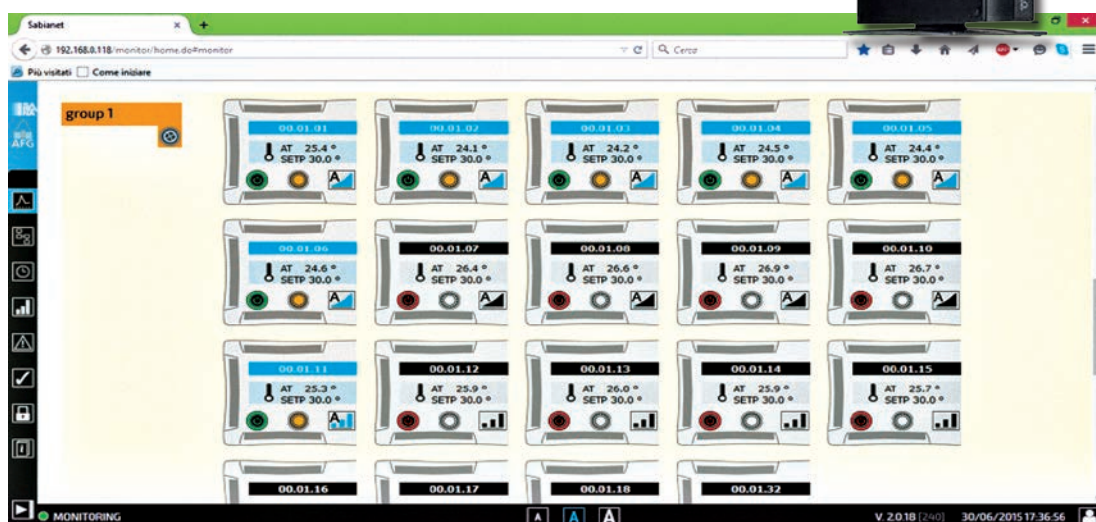 Sabianet
192.168.0.118/monitor/home.do#monitor
Cerca
ABP
Più visitati Come iniziare
AFG
group 1
00.01.01 00.01.02 00.01.03 00.01.04 00.01.05
AT 25.4 ° AT 24.1 ° AT 24.2 ° AT 24.5 ° AT 24.4 °
SETP 30.0 ° SETP 30.0 ° SETP 30.0 ° SETP 30.0 ° SETP 30.0 °
A A A A A
00.01.06 00.01.07 00.01.08 00.01.09 00.01.10
AT 24.6 ° AT 26.4 ° AT 26.6 ° AT 26.9 ° AT 26.7 °
SETP 30.0 ° SETP 30.0 ° SETP 30.0 ° SETP 30.0 ° SETP 30.0 °
A A A A A
00.01.11 00.01.12 00.01.13 00.01.14 00.01.15
AT 25.3 ° AT 25.9 ° AT 26.0 ° AT 25.9 ° AT 25.7 °
SETP 30.0 ° SETP 30.0 ° SETP 30.0 ° SETP 30.0 ° SETP 30.0 °
A
00.01.16 00.01.17 00.01.18 00.01.32
MONITORING A A A V. 2.0.18 [240] 30/06/2015 17:36:56